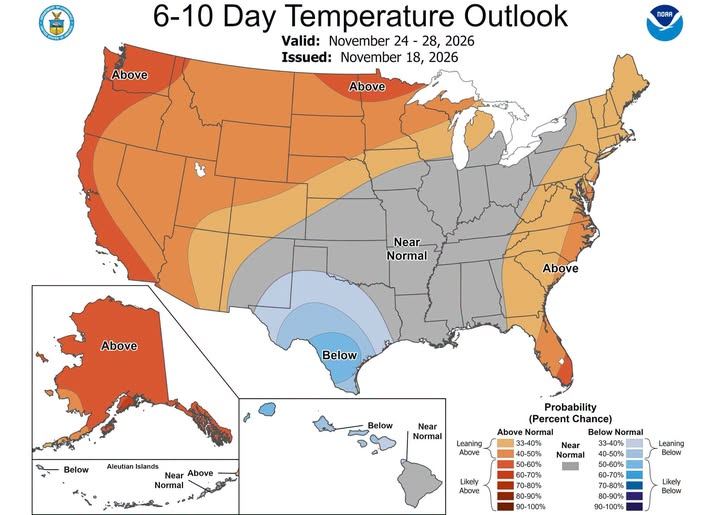 6-10 Day Temperature Outlook
Valid: November 24 - 28, 2026
Issued: November 18, 2026
NOAA
Above
Above
Near
Normal
Above
Below
Above
Below
Aleutian Islands
Near
Normal
Above
Below
Near
Normal
Probability
(Percent Chance)
Above Normal
Below Normal
Leaning
Above
33-40%
40-50%
Near
Normal
33-40%
40-50%
Leaning
Below
Likely
Above
50-60%
60-70%
70-80%
80-90%
90-100%
50-60%
60-70%
70-80%
80-90%
90-100%
Likely
Below